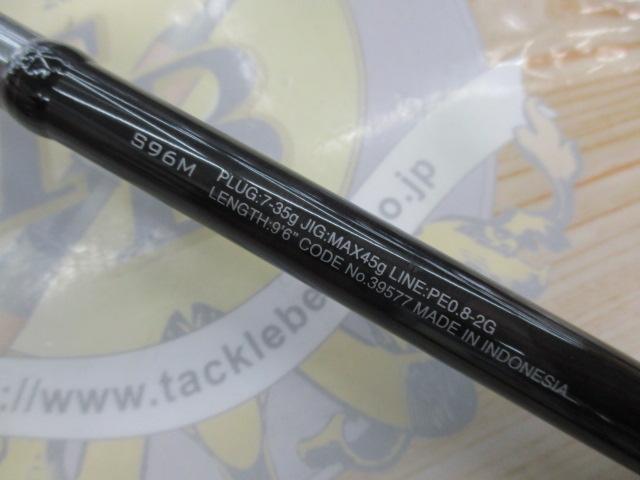 S96M
PLUG:7-35g JIG:MAX45g LINE:PE0.8-2G
LENGTH:9'6" CODE No.39577 MADE IN INDONESIA
o.jp
://www.tacklebe